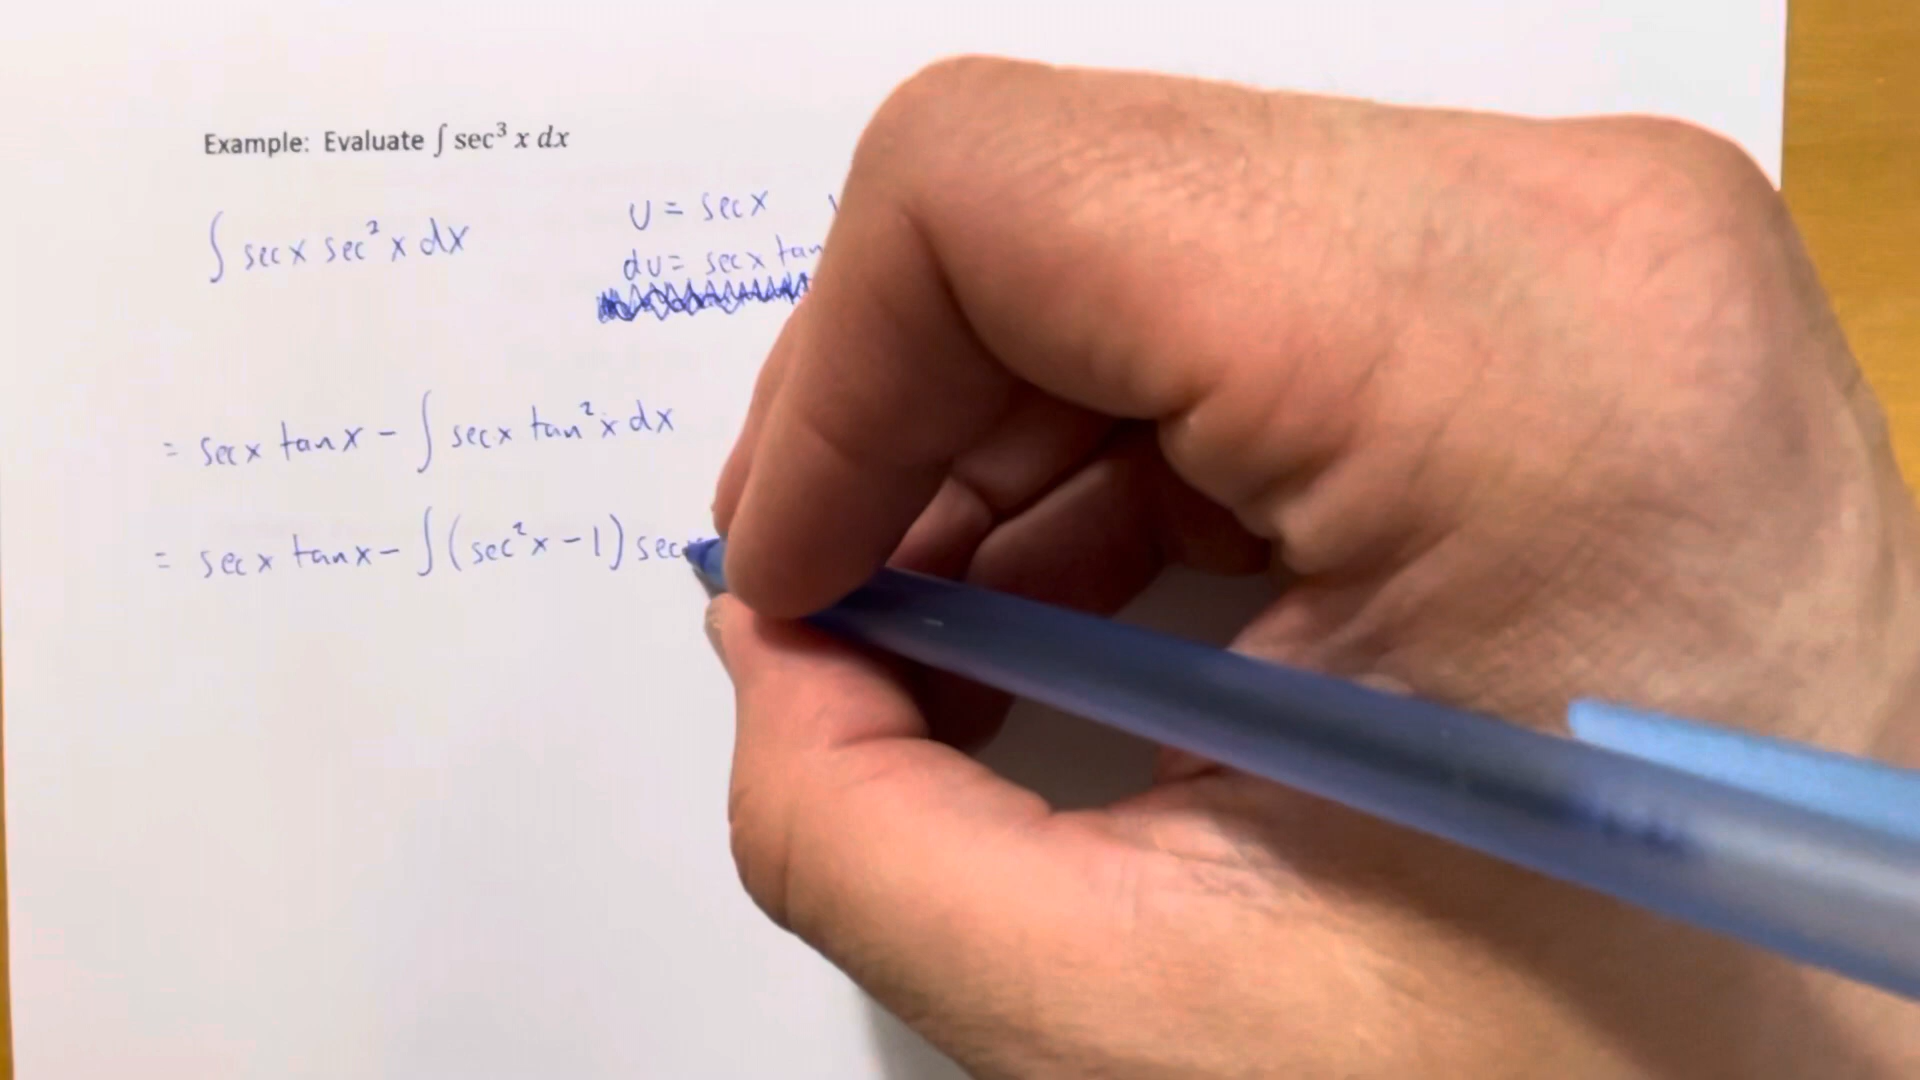 Example: Evaluate ∫ sec³ x dx
∫ sec x sec² x dx
u = sec x
du = sec x tan
= sec x tan x - ∫ sec x tan² x dx
= sec x tan x - ∫ (sec² x - 1) sec